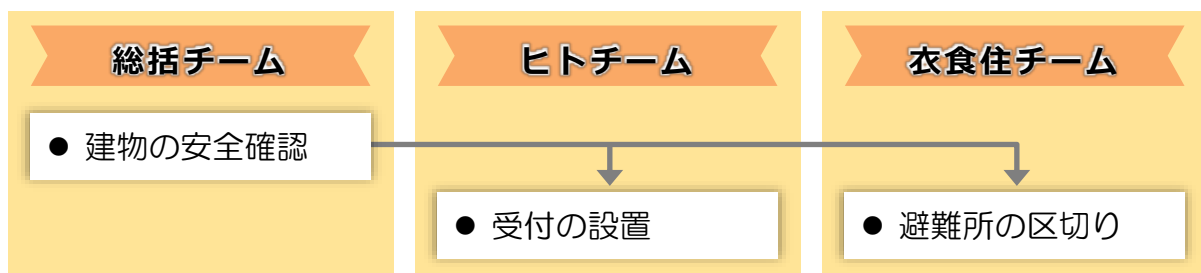 総括チーム
ヒトチーム
衣食住チーム
● 建物の安全確認
● 受付の設置
● 避難所の区切り